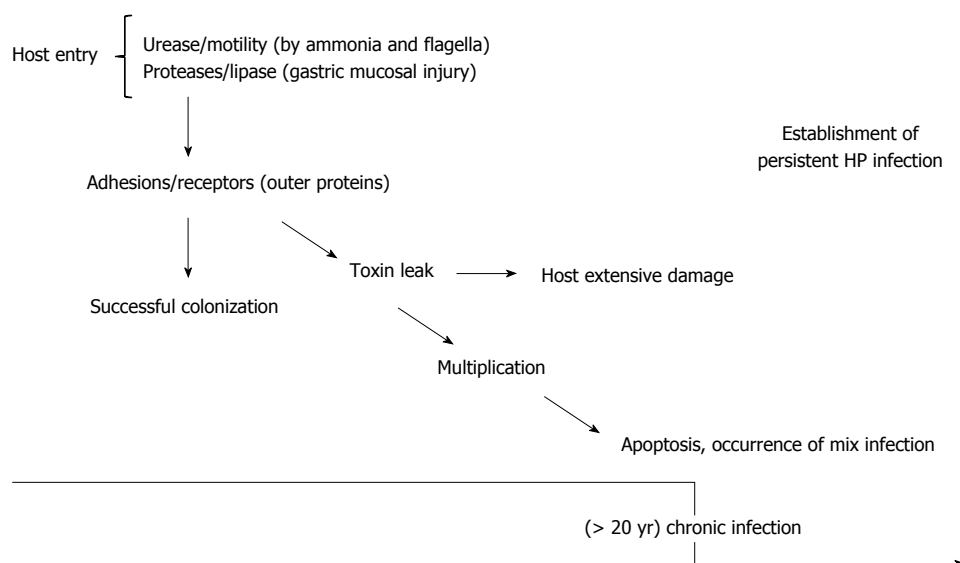 Host entry
Urease/motility (by ammonia and flagella)
Proteases/lipase (gastric mucosal injury)
Establishment of
persistent HP infection
Adhesions/receptors (outer proteins)
Toxin leak
Host extensive damage
Successful colonization
Multiplication
Apoptosis, occurrence of mix infection
(> 20 yr) chronic infection